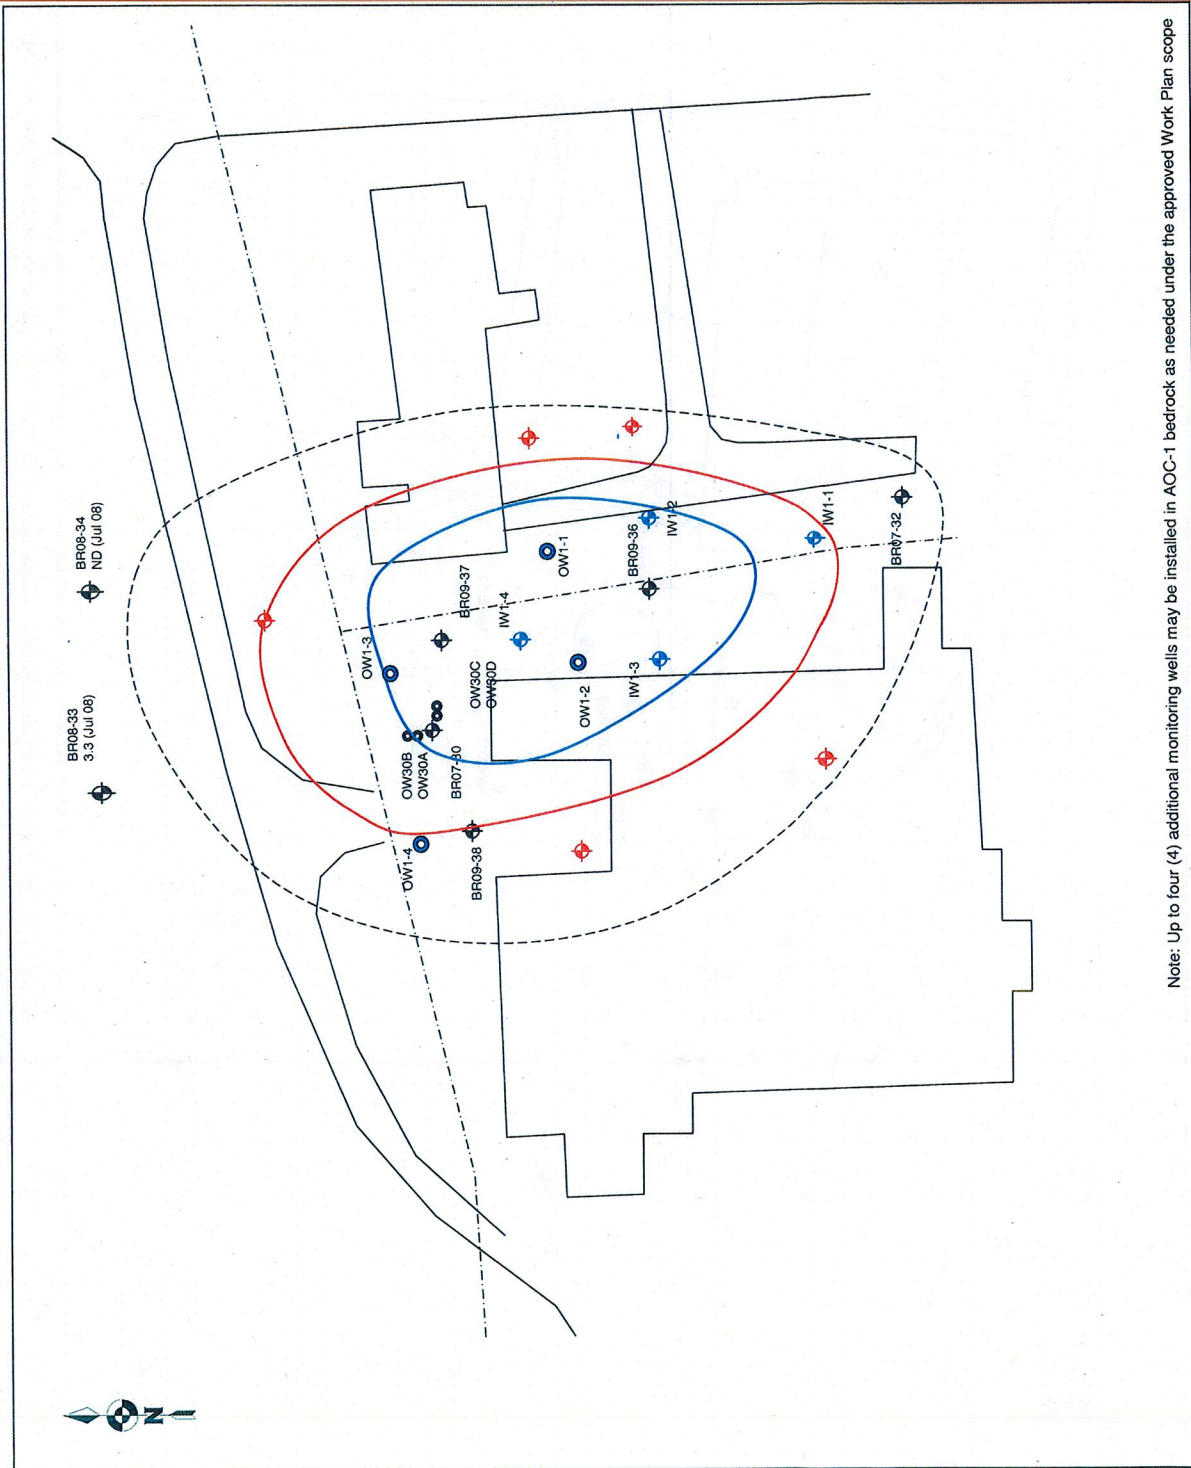 BR08-33
3.3 (Jul 08)
BR08-34
ND (Jul 08)
OW1-3
OW30B
OW30A
BR07-30
OW30C
OW30D
BR09-37
IW1-4
OW1-1
OW1-4
BR09-38
OW1-2
IW1-3
BR09-36
IW1-2
IW1-1
BR07-32
N
Note: Up to four (4) additional monitoring wells may be installed in AOC-1 bedrock as needed under the approved Work Plan scope